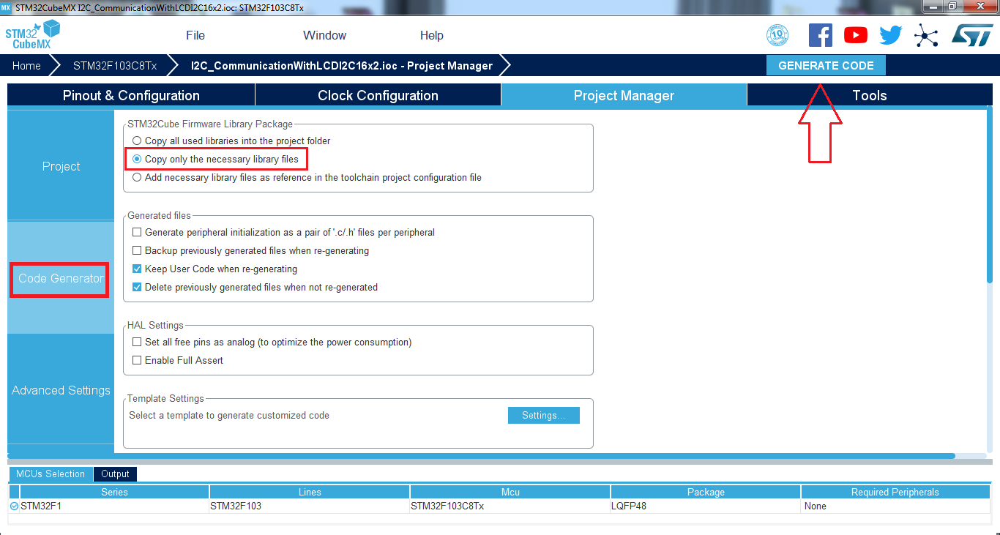 MX STM32CubeMX I2C_CommunicationWithLCDI2C16x2.ioc: STM32F103C8Tx
STM32
CubeMX
File
Window
Help
10
ST
Home
STM32F103C8Tx
I2C_CommunicationWithLCDI2C16x2.ioc - Project Manager
GENERATE CODE
Pinout & Configuration
Clock Configuration
Project Manager
Tools
Project
Code Generator
Advanced Settings
STM32Cube Firmware Library Package
Copy all used libraries into the project folder
Copy only the necessary library files
Add necessary library files as reference in the toolchain project configuration file
Generated files
Generate peripheral initialization as a pair of '.c/.h' files per peripheral
Backup previously generated files when re-generating
Keep User Code when re-generating
Delete previously generated files when not re-generated
HAL Settings
Set all free pins as analog (to optimize the power consumption)
Enable Full Assert
Template Settings
Select a template to generate customized code
Settings...
MCUs Selection
Output
Series Lines Mcu Package Required Peripherals
STM32F1 STM32F103 STM32F103C8Tx LQFP48 None